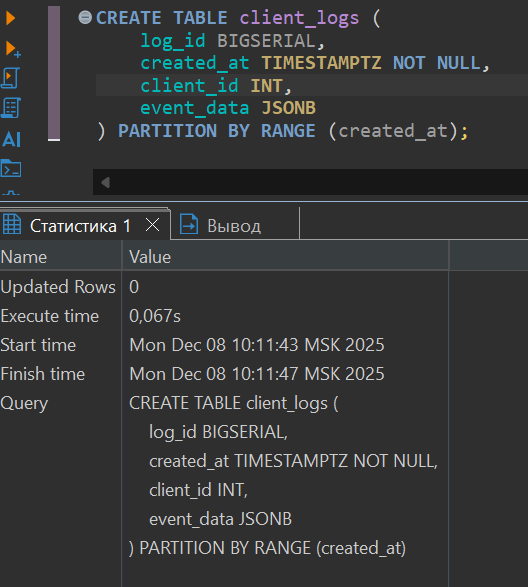 CREATE TABLE client_logs (
log_id BIGSERIAL,
created_at TIMESTAMPTZ NOT NULL,
client_id INT,
event_data JSONB
) PARTITION BY RANGE (created_at);
AI
Статистика 1
Вывод
Name Value
Updated Rows 0
Execute time 0,067s
Start time Mon Dec 08 10:11:43 MSK 2025
Finish time Mon Dec 08 10:11:47 MSK 2025
Query CREATE TABLE client_logs (
log_id BIGSERIAL,
created_at TIMESTAMPTZ NOT NULL,
client_id INT,
event_data JSONB
) PARTITION BY RANGE (created_at)